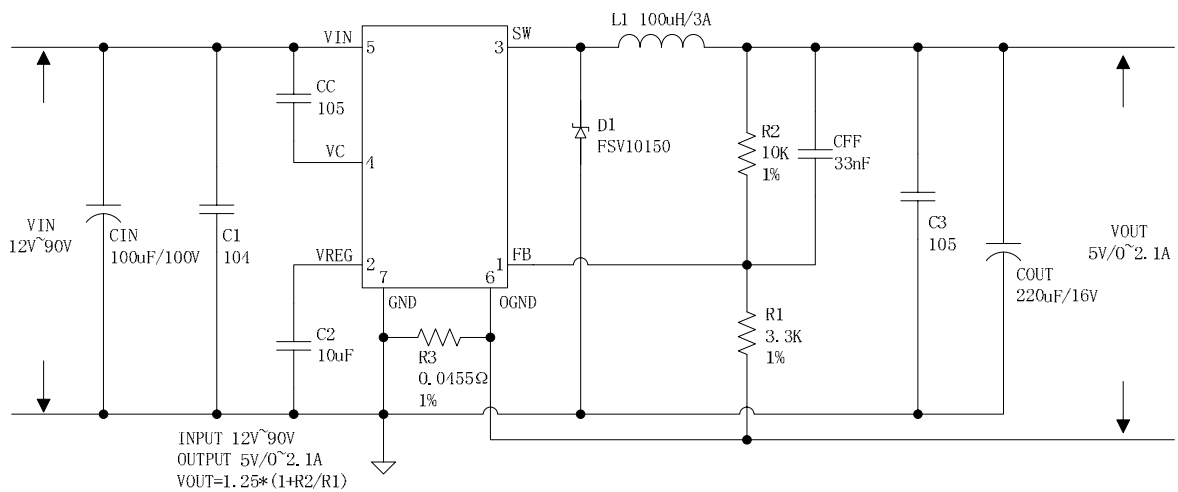 L1 100uH/3A
VIN
5
3
SW
CC
105
VC
4
D1
FSV10150
R2
10K
1%
CFF
33nF
VIN
12V~90V
CIN
100uF/100V
C1
104
VREG
2
1
FB
7
6
GND
OGND
C3
105
VOUT
5V/0~2.1A
COUT
220uF/16V
C2
10uF
R3
0.0455Ω
1%
R1
3.3K
1%
INPUT 12V~90V
OUTPUT 5V/0~2.1A
VOUT=1.25*(1+R2/R1)